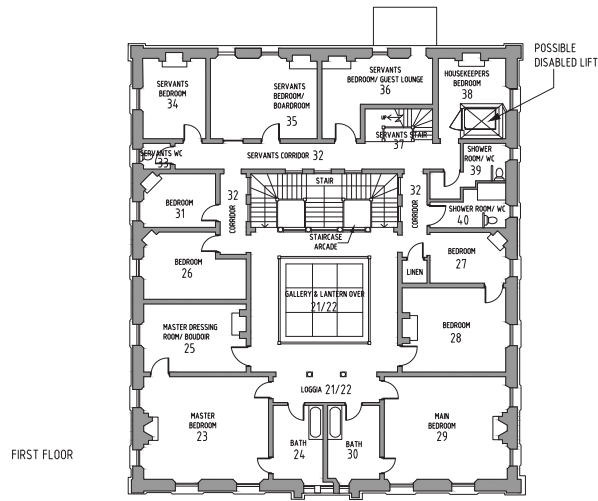 POSSIBLE
DISABLED LIFT
SERVANTS
BEDROOM
34
SERVANTS
BEDROOM/
BOARDROOM
35
SERVANTS
BEDROOM/ GUEST LOUNGE
36
HOUSEKEEPERS
BEDROOM
38
UP
SERVANTS STAIR
37
SERVANTS WC
33
SERVANTS CORRIDOR 32
SHOWER
ROOM/ WC
39
STAIR
32
CORRIDOR
32
CORRIDOR
BEDROOM
31
SHOWER ROOM/ WC
40
STAIRCASE
ARCADE
BEDROOM
26
LINEN
BEDROOM
27
GALLERY & LANTERN OVER
21/22
MASTER DRESSING
ROOM/ BOUDOIR
25
BEDROOM
28
LOGGIA 21/22
MASTER
BEDROOM
23
BATH
24
BATH
30
MAIN
BEDROOM
29
FIRST FLOOR